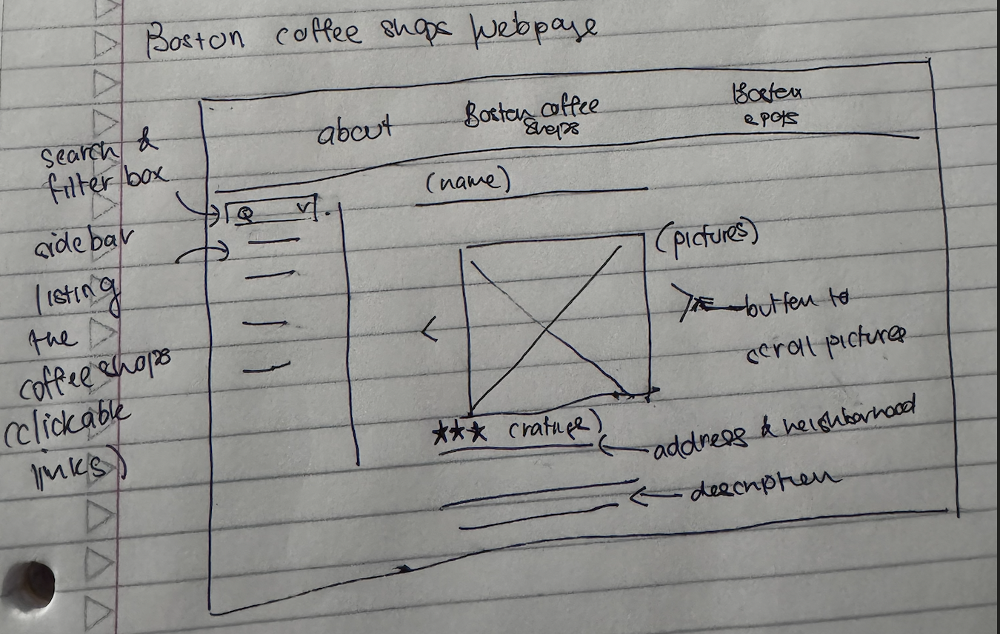 Boston coffee shops Webpage
about
Boston coffee
shops
Boston
spots
search &
filter box
(name)
sidebar
listing
the
coffee shops
(clickable
links)
(pictures)
<
> button to
scroll pictures
★★★ (ratings)
address & neighborhood
description